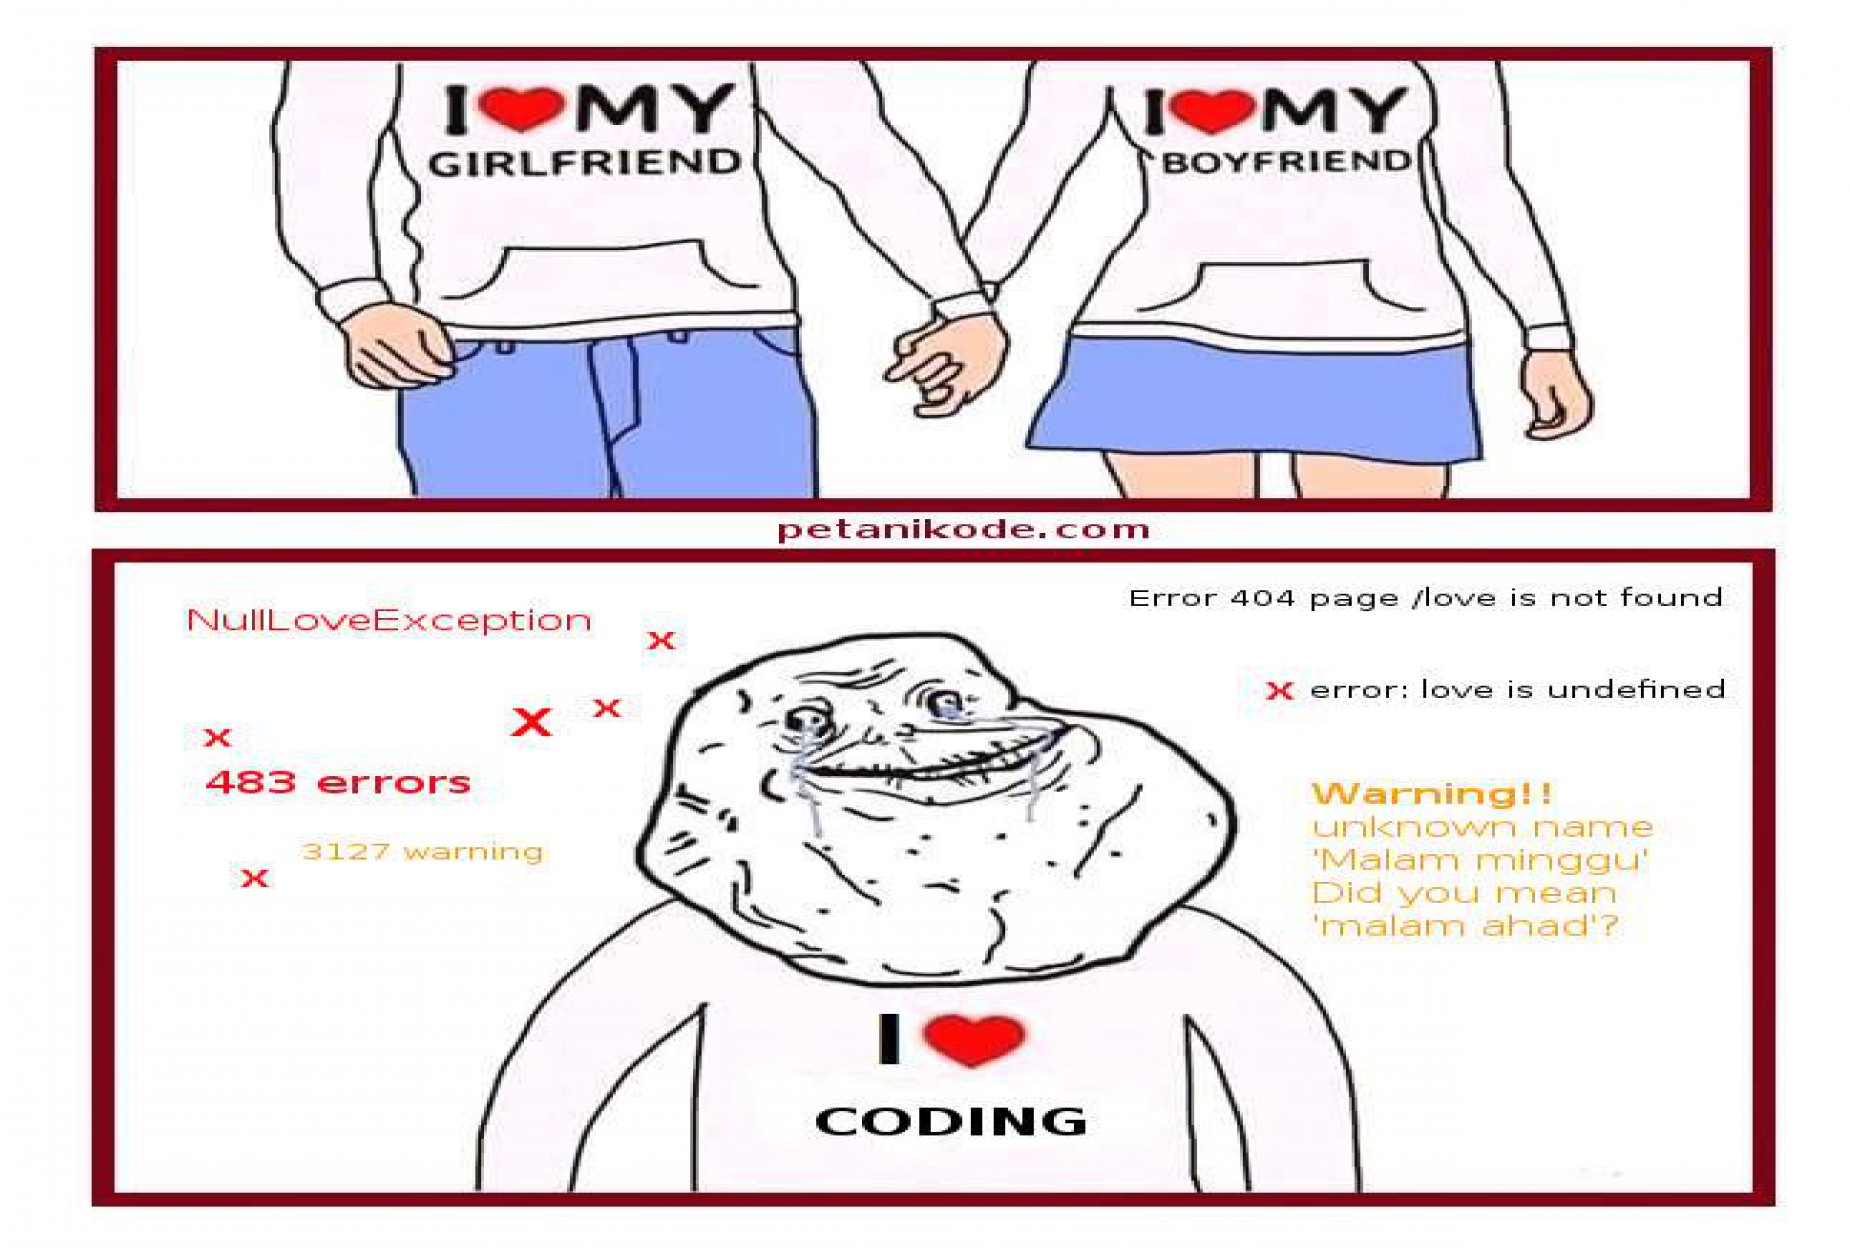 I ❤ MY
GIRLFRIEND
I ❤ MY
BOYFRIEND
petanikode.com
NullLoveException
x
Error 404 page /love is not found
x error: love is undefined
x
x
x
483 errors
3127 warning
x
Warning!!
unknown name
'Malam minggu'
Did you mean
'malam ahad'?
I ❤
CODING